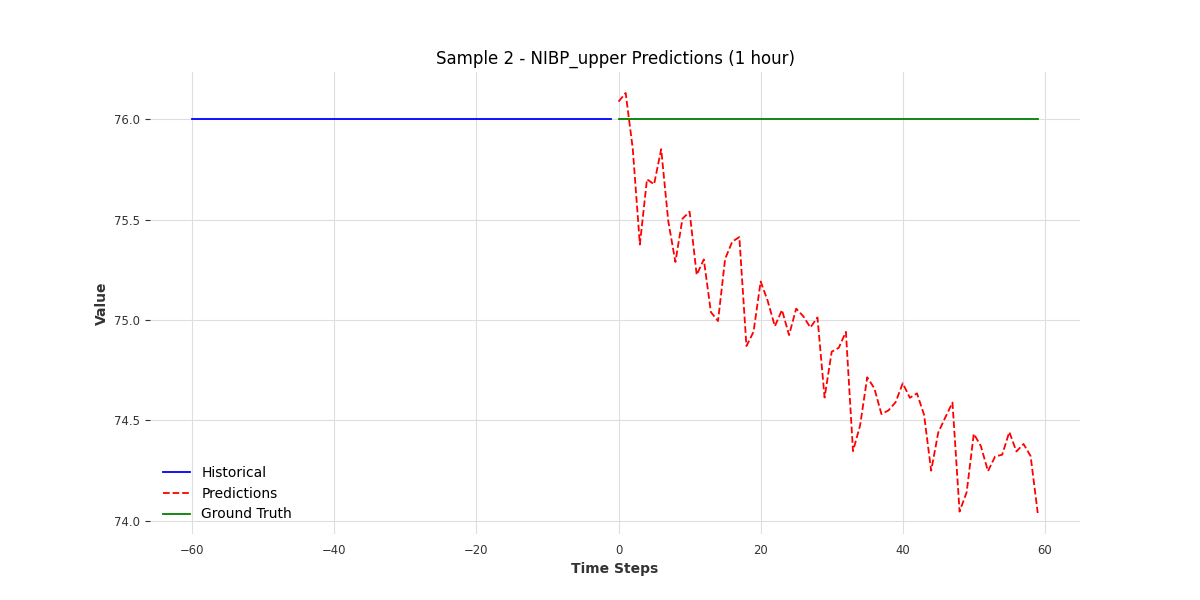 Sample 2 - NIBP_upper Predictions (1 hour)
Value
76.0
75.5
75.0
74.5
74.0
Historical
Predictions
Ground Truth
−60
−40
−20
0
20
40
60
Time Steps